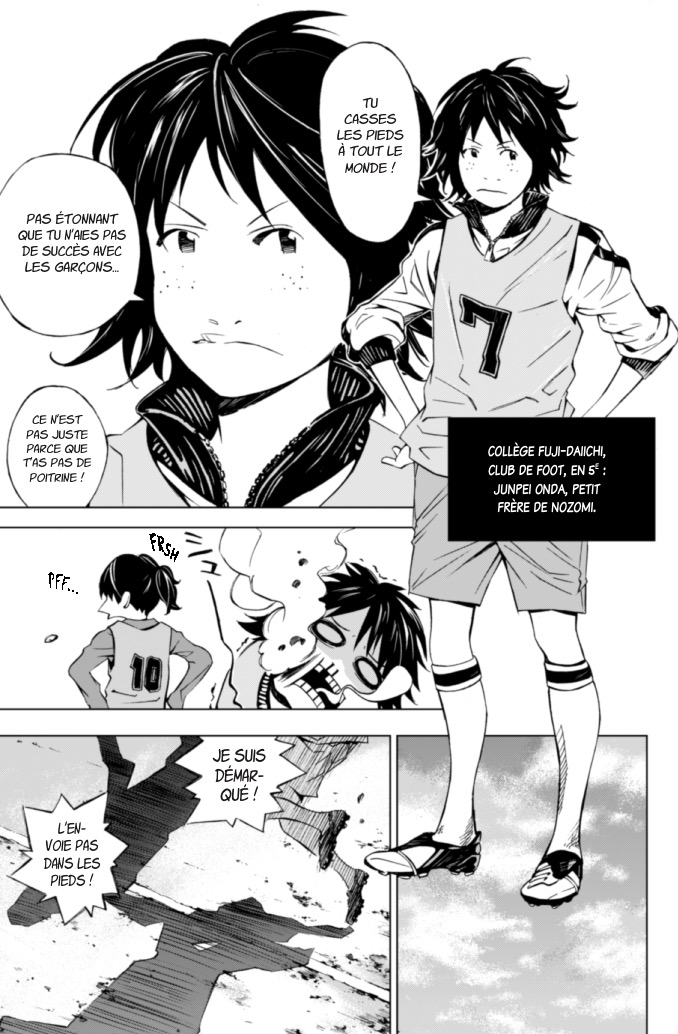 TU
CASSES
LES PIEDS
À TOUT LE
MONDE !
PAS ÉTONNANT
QUE TU N'AIES PAS
DE SUCCÈS AVEC
LES GARÇONS...
CE N'EST
PAS JUSTE
PARCE QUE
T'AS PAS DE
POITRINE !
7
COLLÈGE FUJI-DAIICHI,
CLUB DE FOOT, EN 5E :
JUNPEI ONDA, PETIT
FRÈRE DE NOZOMI.
ジュ
FRSH
PFF...
10
JE SUIS
DÉMAR-
QUÉ !
L'EN-
VOIE PAS
DANS LES
PIEDS !